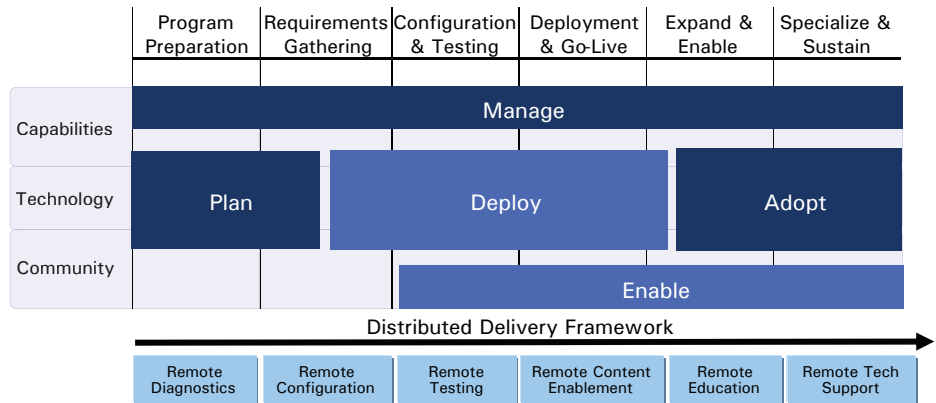 Program
Preparation
Requirements
Gathering
Configuration
& Testing
Deployment
& Go-Live
Expand &
Enable
Specialize &
Sustain
Capabilities
Manage
Technology
Plan
Deploy
Adopt
Community
Enable
Distributed Delivery Framework
Remote
Diagnostics
Remote
Configuration
Remote
Testing
Remote Content
Enablement
Remote
Education
Remote Tech
Support